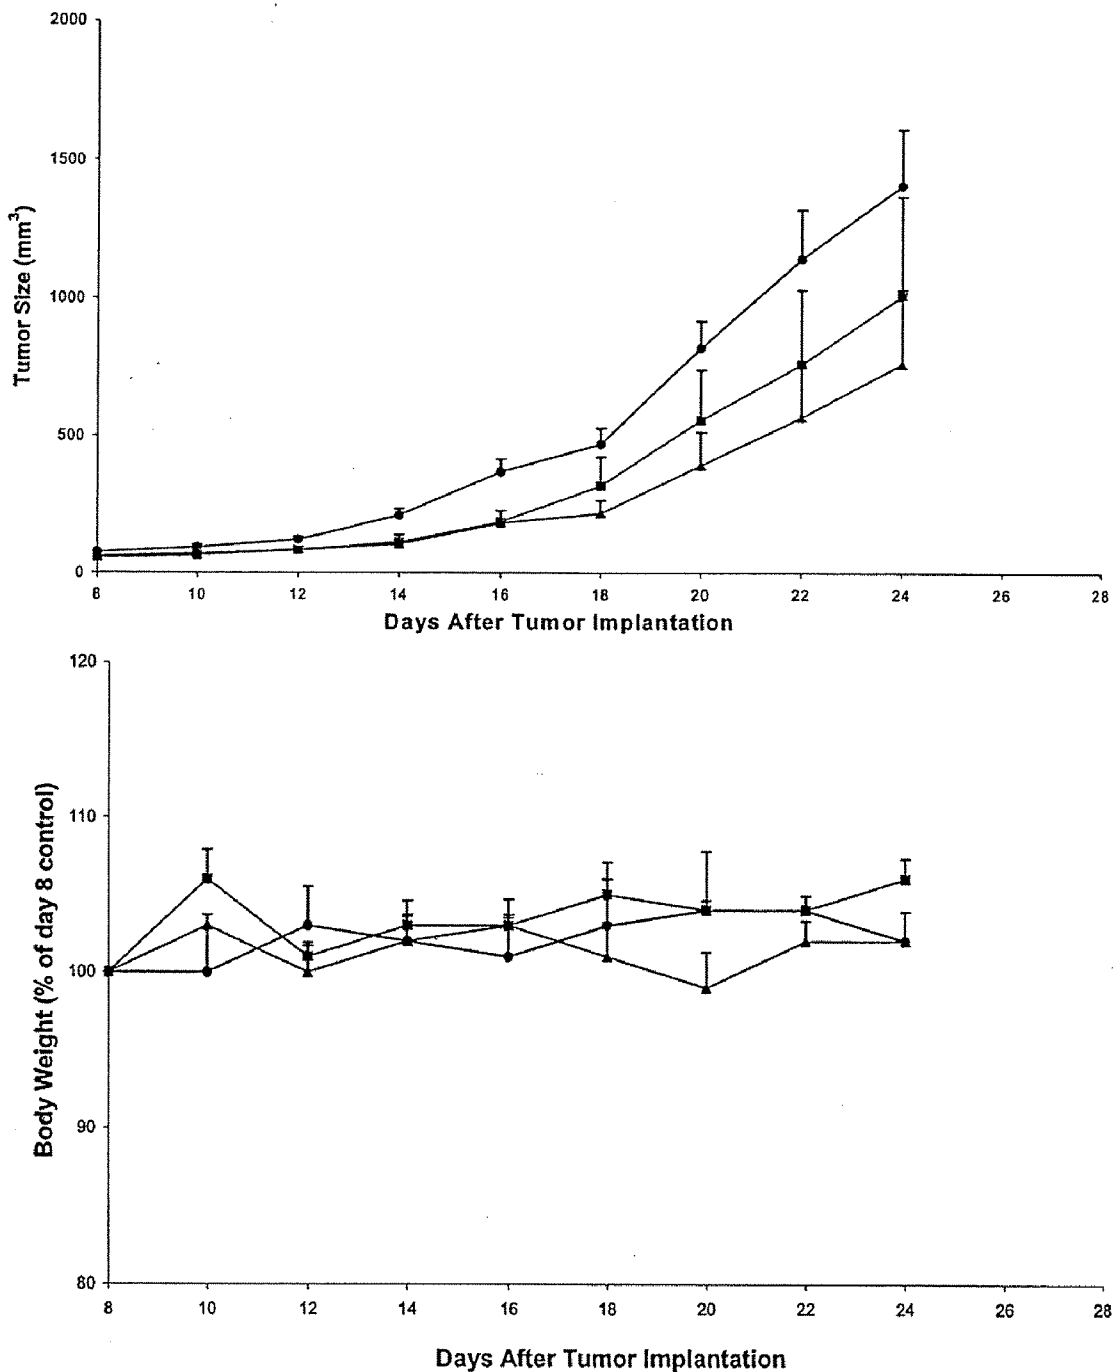 2000
1500
1000
500
0
Tumor Size (mm³)
8 10 12 14 16 18 20 22 24 26 28
Days After Tumor Implantation
120
110
100
90
80
Body Weight (% of day 8 control)
8 10 12 14 16 18 20 22 24 26 28
Days After Tumor Implantation